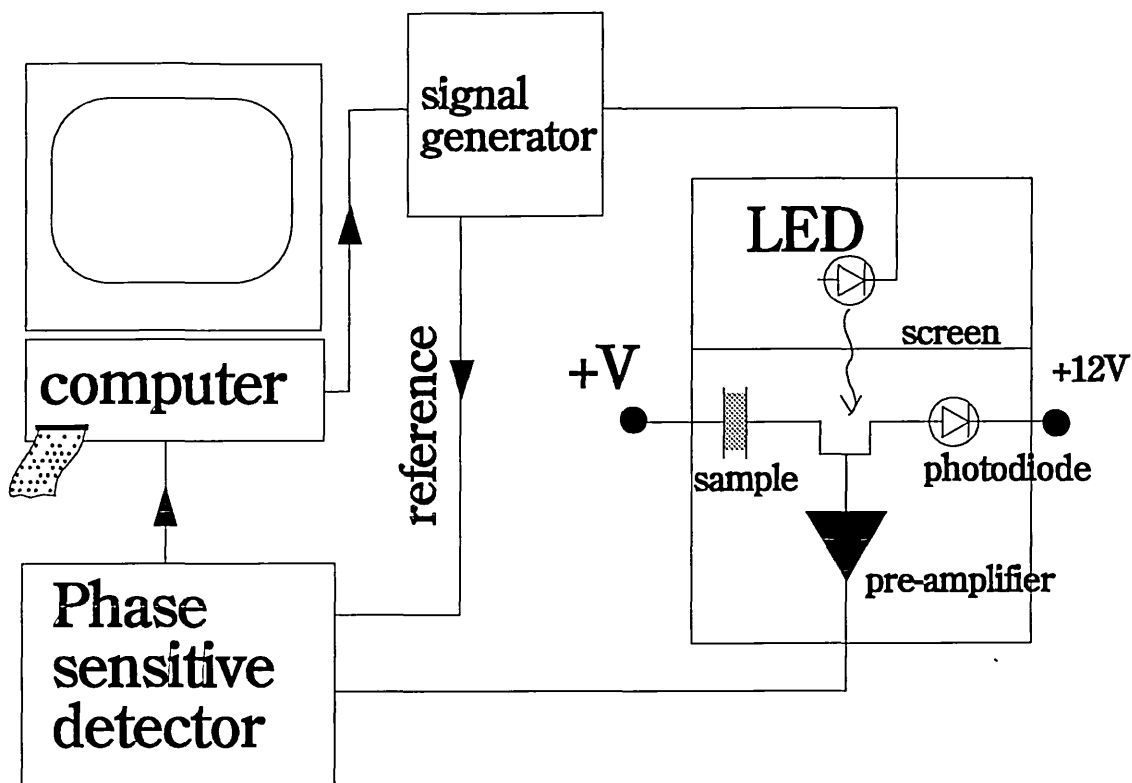 signal
generator
LED
screen
+V
+12V
computer
reference
sample
photodiode
pre-amplifier
Phase
sensitive
detector